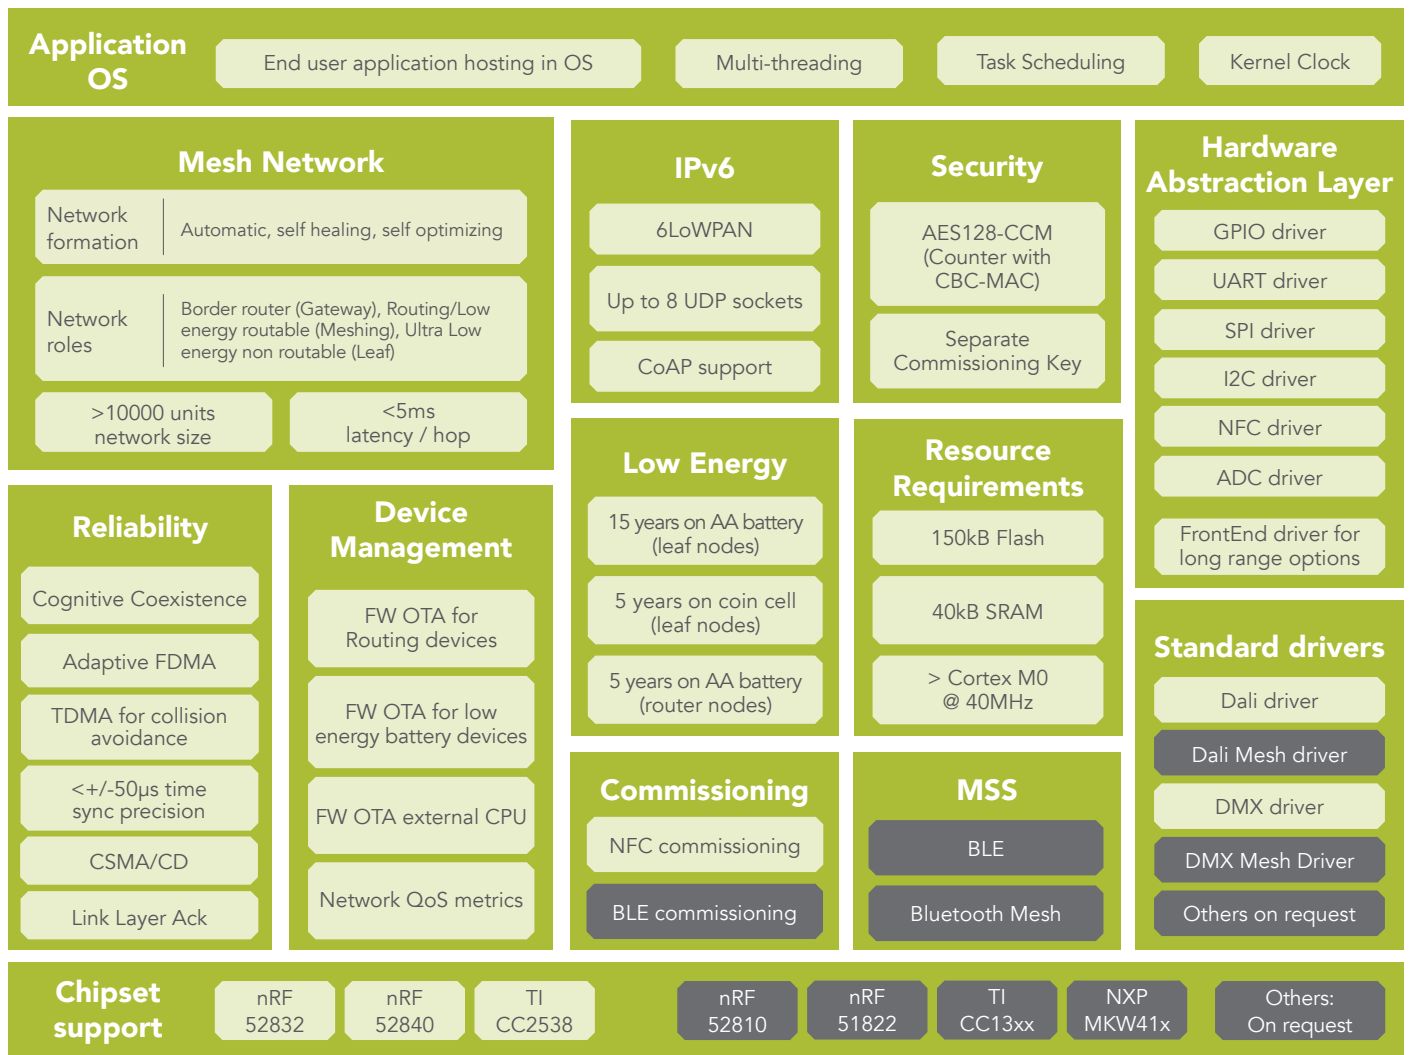 Application
OS
End user application hosting in OS
Multi-threading
Task Scheduling
Kernel Clock
Mesh Network
Network
formation
Automatic, self healing, self optimizing
Network
roles
Border router (Gateway), Routing/Low
energy routable (Meshing), Ultra Low
energy non routable (Leaf)
>10000 units
network size
<5ms
latency / hop
IPv6
6LoWPAN
Up to 8 UDP sockets
CoAP support
Security
AES128-CCM
(Counter with
CBC-MAC)
Separate
Commissioning Key
Hardware
Abstraction Layer
GPIO driver
UART driver
SPI driver
I2C driver
NFC driver
ADC driver
FrontEnd driver for
long range options
Reliability
Cognitive Coexistence
Adaptive FDMA
TDMA for collision
avoidance
<+/-50µs time
sync precision
CSMA/CD
Link Layer Ack
Device
Management
FW OTA for
Routing devices
FW OTA for low
energy battery devices
FW OTA external CPU
Network QoS metrics
Low Energy
15 years on AA battery
(leaf nodes)
5 years on coin cell
(leaf nodes)
5 years on AA battery
(router nodes)
Resource
Requirements
150kB Flash
40kB SRAM
> Cortex M0
@ 40MHz
Commissioning
NFC commissioning
BLE commissioning
MSS
BLE
Bluetooth Mesh
Standard drivers
Dali driver
Dali Mesh driver
DMX driver
DMX Mesh Driver
Others on request
Chipset
support
nRF
52832
nRF
52840
TI
CC2538
nRF
52810
nRF
51822
TI
CC13xx
NXP
MKW41x
Others:
On request